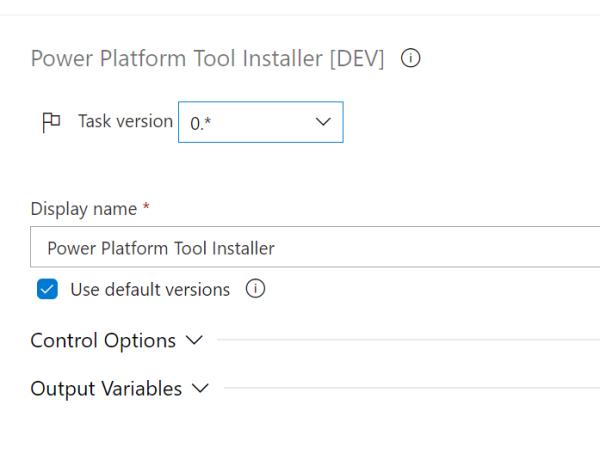 Power Platform Tool Installer [DEV]
Task version 0.*
Display name *
Power Platform Tool Installer
Use default versions
Control Options
Output Variables